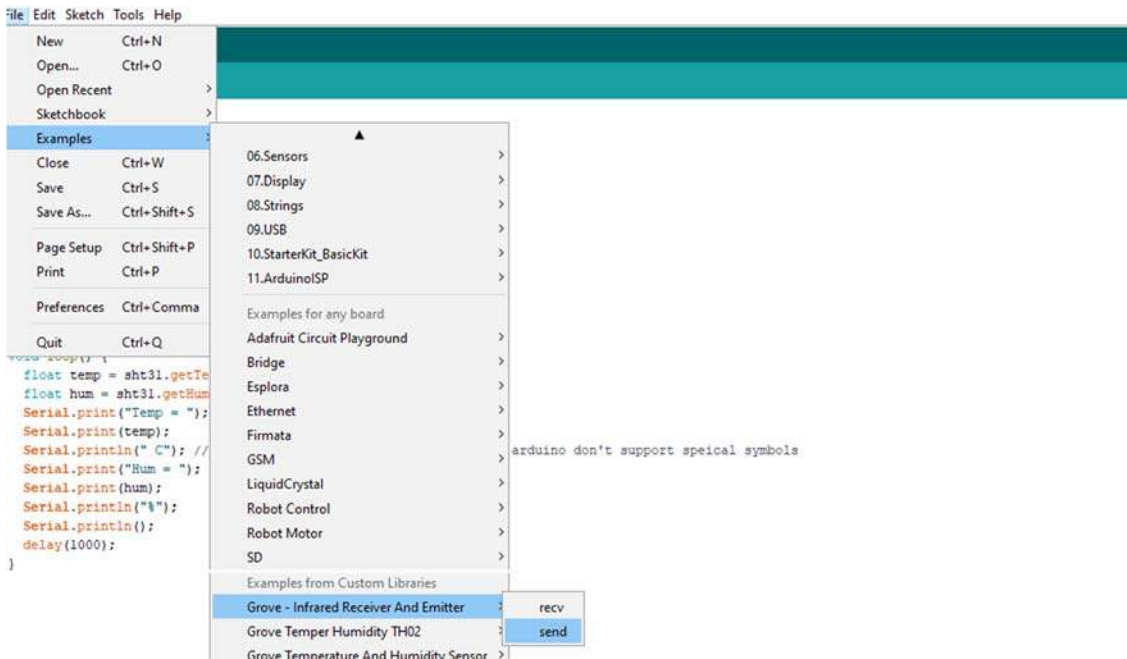 File Edit Sketch Tools Help
New Ctrl+N
Open... Ctrl+O
Open Recent
Sketchbook
Examples
Close Ctrl+W
Save Ctrl+S
Save As... Ctrl+Shift+S
Page Setup Ctrl+Shift+P
Print Ctrl+P
Preferences Ctrl+Comma
Quit Ctrl+Q
06.Sensors
07.Display
08.Strings
09.USB
10.StarterKit_BasicKit
11.ArduinoISP
Examples for any board
Adafruit Circuit Playground
Bridge
Esplora
Ethernet
Firmata
GSM
LiquidCrystal
Robot Control
Robot Motor
SD
Examples from Custom Libraries
Grove - Infrared Receiver And Emitter
Grove Temper Humidity TH02
Grove Temperature And Humidity Sensor
recv
send
void loop() {
float temp = sht31.getTe
float hum = sht31.getHum
Serial.print("Temp = ");
Serial.print(temp);
Serial.println(" C"); // arduino don't support speical symbols
Serial.print("Hum = ");
Serial.print(hum);
Serial.println("%");
Serial.println();
delay(1000);
}